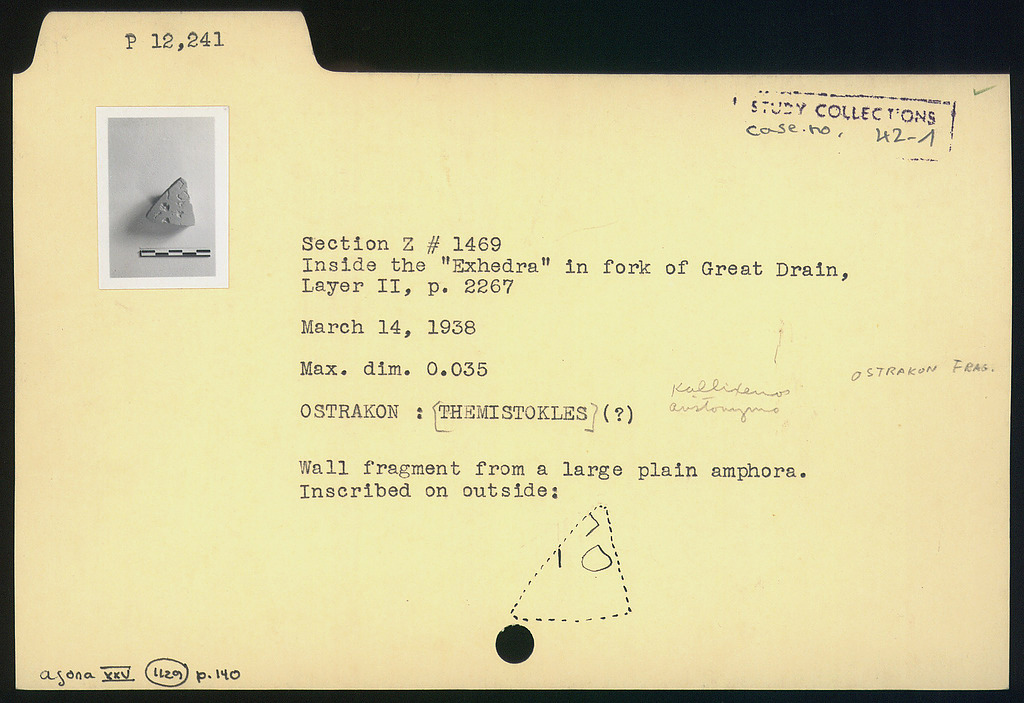 P 12,241
STUDY COLLECTIONS
case.no. 42-1
Section Z # 1469
Inside the "Exhedra" in fork of Great Drain,
Layer II, p. 2267
March 14, 1938
Max. dim. 0.035
OSTRAKON FRAG.
Kallixenos
OSTRAKON : [THEMISTOKLES] (?)
Wall fragment from a large plain amphora.
Inscribed on outside:
I O
agora XXV 1129 p. 140